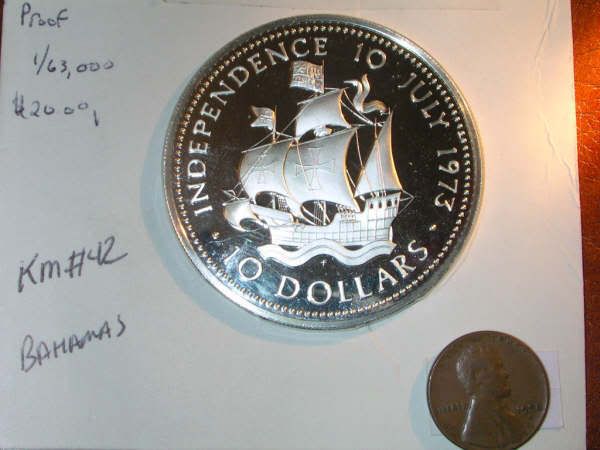 Proof
1/63,000
$20.00
KM#42
BAHAMAS
INDEPENDENCE 10 JULY 1973
10 DOLLARS